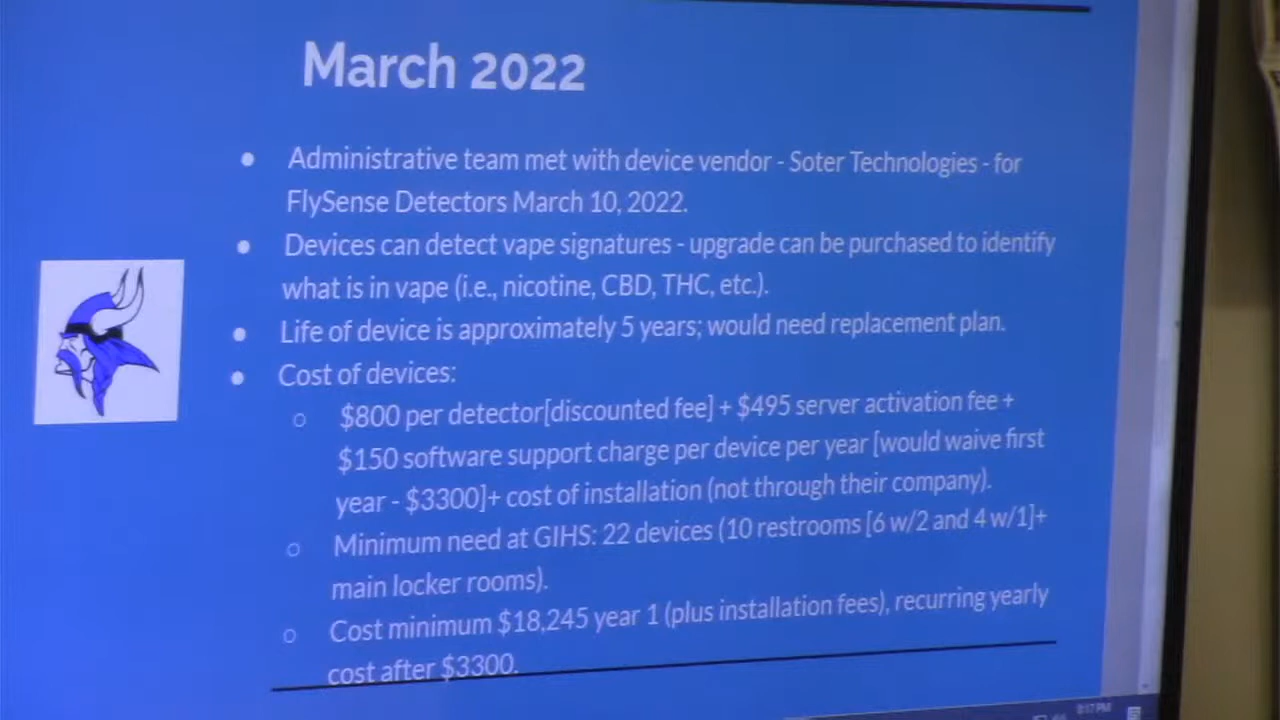 March 2022
● Administrative team met with device vendor - Soter Technologies - for
FlySense Detectors March 10, 2022.
● Devices can detect vape signatures - upgrade can be purchased to identify
what is in vape (i.e., nicotine, CBD, THC, etc.).
● Life of device is approximately 5 years; would need replacement plan.
● Cost of devices:
○ $800 per detector[discounted fee] + $495 server activation fee +
$150 software support charge per device per year [would waive first
year - $3300]+ cost of installation (not through their company).
○ Minimum need at GIHS: 22 devices (10 restrooms [6 w/2 and 4 w/1]+
main locker rooms).
○ Cost minimum $18,245 year 1 (plus installation fees), recurring yearly
cost after $3300.